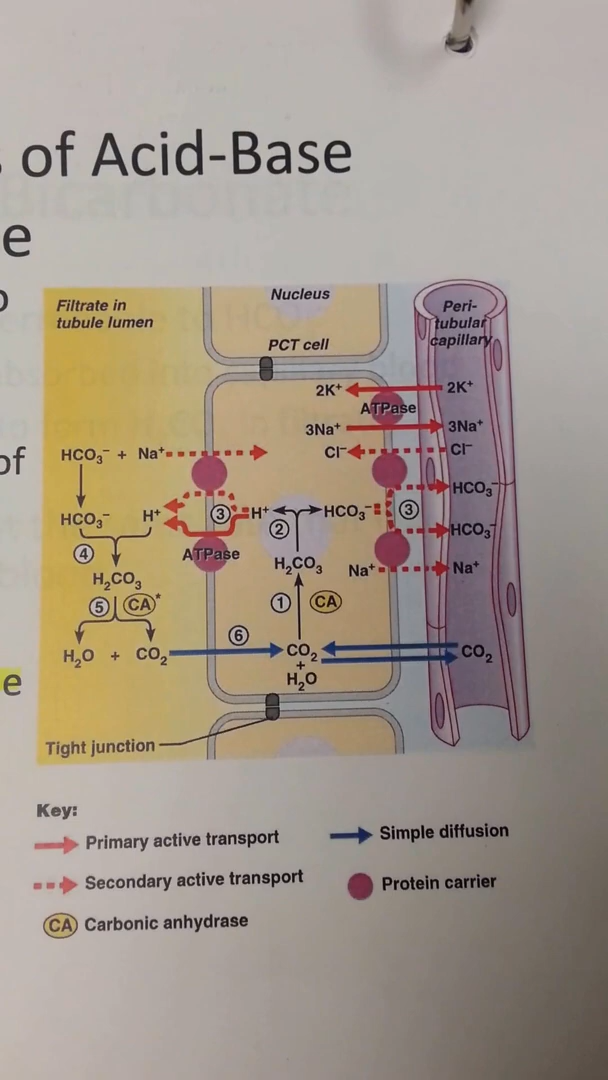 of Acid-Base
e
of
e
Filtrate in
tubule lumen
Nucleus
PCT cell
Peri-
tubular
capillary
2K⁺
2K⁺
ATPase
3Na⁺
3Na⁺
Cl⁻
Cl⁻
HCO₃⁻ + Na⁺
HCO₃⁻
HCO₃⁻
H⁺
③
H⁺
HCO₃⁻
③
②
HCO₃⁻
④
ATPase
H₂CO₃
H₂CO₃
Na⁺
Na⁺
⑤
CA*
①
CA
⑥
H₂O + CO₂
CO₂
+
H₂O
CO₂
Tight junction
Key:
Primary active transport
Simple diffusion
Secondary active transport
Protein carrier
CA Carbonic anhydrase